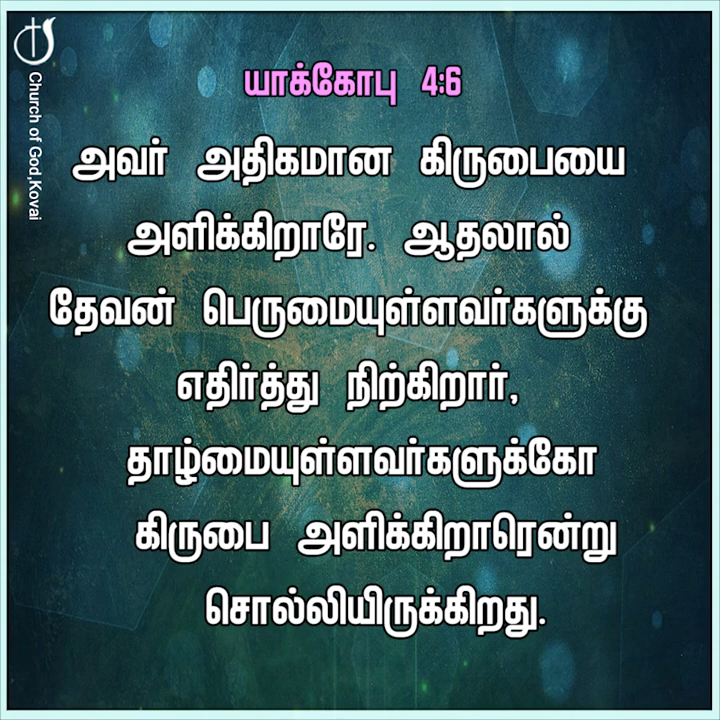 Church of God,Kovai
யாக்கோபு 4:6
அவர் அதிகமான கிருபையை
அளிக்கிறாரே. ஆதலால்
தேவன் பெருமையுள்ளவர்களுக்கு
எதிர்த்து நிற்கிறார்,
தாழ்மையுள்ளவர்களுக்கோ
கிருபை அளிக்கிறாரென்று
சொல்லியிருக்கிறது.